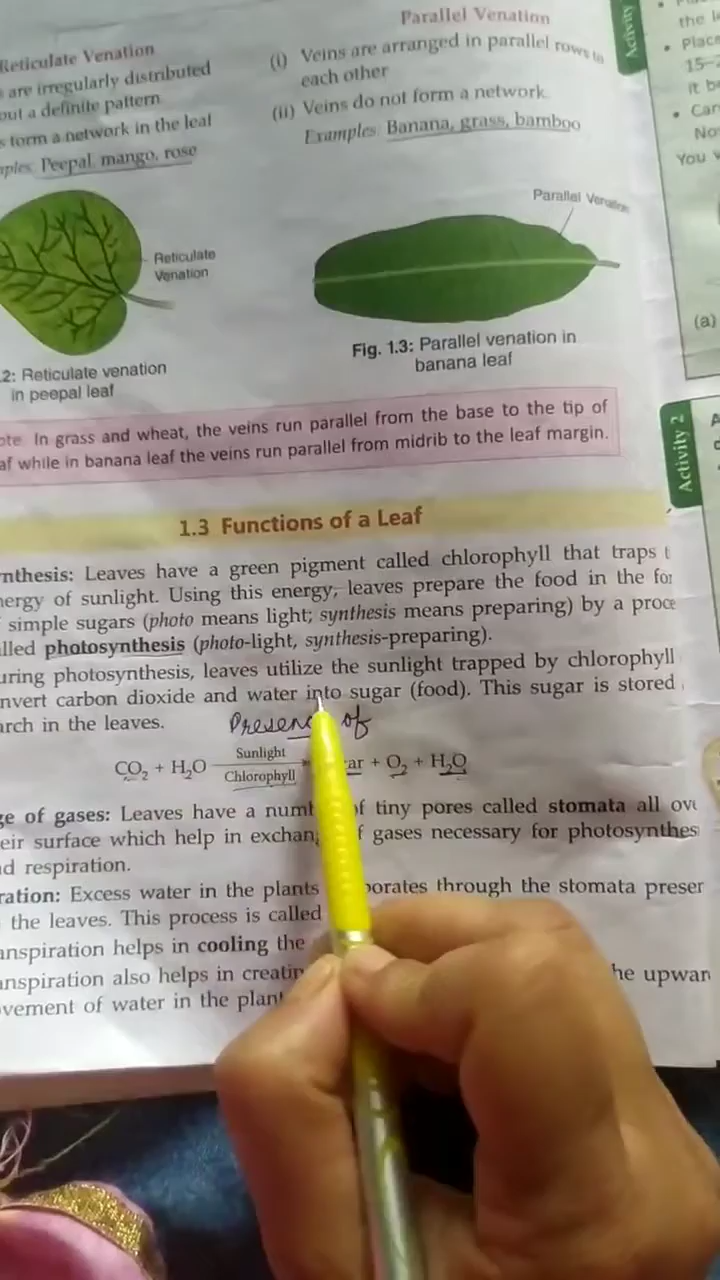 Reticulate Venation
are irregularly distributed
out a definite pattern
form a network in the leaf
Peepal, mango, rose
Parallel Venation
(i) Veins are arranged in parallel rows to
each other
(ii) Veins do not form a network.
Examples: Banana, grass, bamboo
Reticulate
Venation
Parallel Venation
2: Reticulate venation
in peepal leaf
Fig. 1.3: Parallel venation in
banana leaf
In grass and wheat, the veins run parallel from the base to the tip of
while in banana leaf the veins run parallel from midrib to the leaf margin.
1.3 Functions of a Leaf
nthesis: Leaves have a green pigment called chlorophyll that traps t
nergy of sunlight. Using this energy, leaves prepare the food in the for
simple sugars (photo means light; synthesis means preparing) by a proce
lled photosynthesis (photo-light, synthesis-preparing).
uring photosynthesis, leaves utilize the sunlight trapped by chlorophyll
nvert carbon dioxide and water into sugar (food). This sugar is stored
arch in the leaves.
Presence of
CO2 + H2O Sunlight Chlorophyll ar + O2 + H2O
ge of gases: Leaves have a numb of tiny pores called stomata all ove
eir surface which help in exchan f gases necessary for photosynthes
nd respiration.
ration: Excess water in the plants porates through the stomata preser
the leaves. This process is called
anspiration helps in cooling the
anspiration also helps in creatin he upwar
vement of water in the plant
Activity
the l
Place
15–2
it b
Car
No
You
(a)
Activity 2